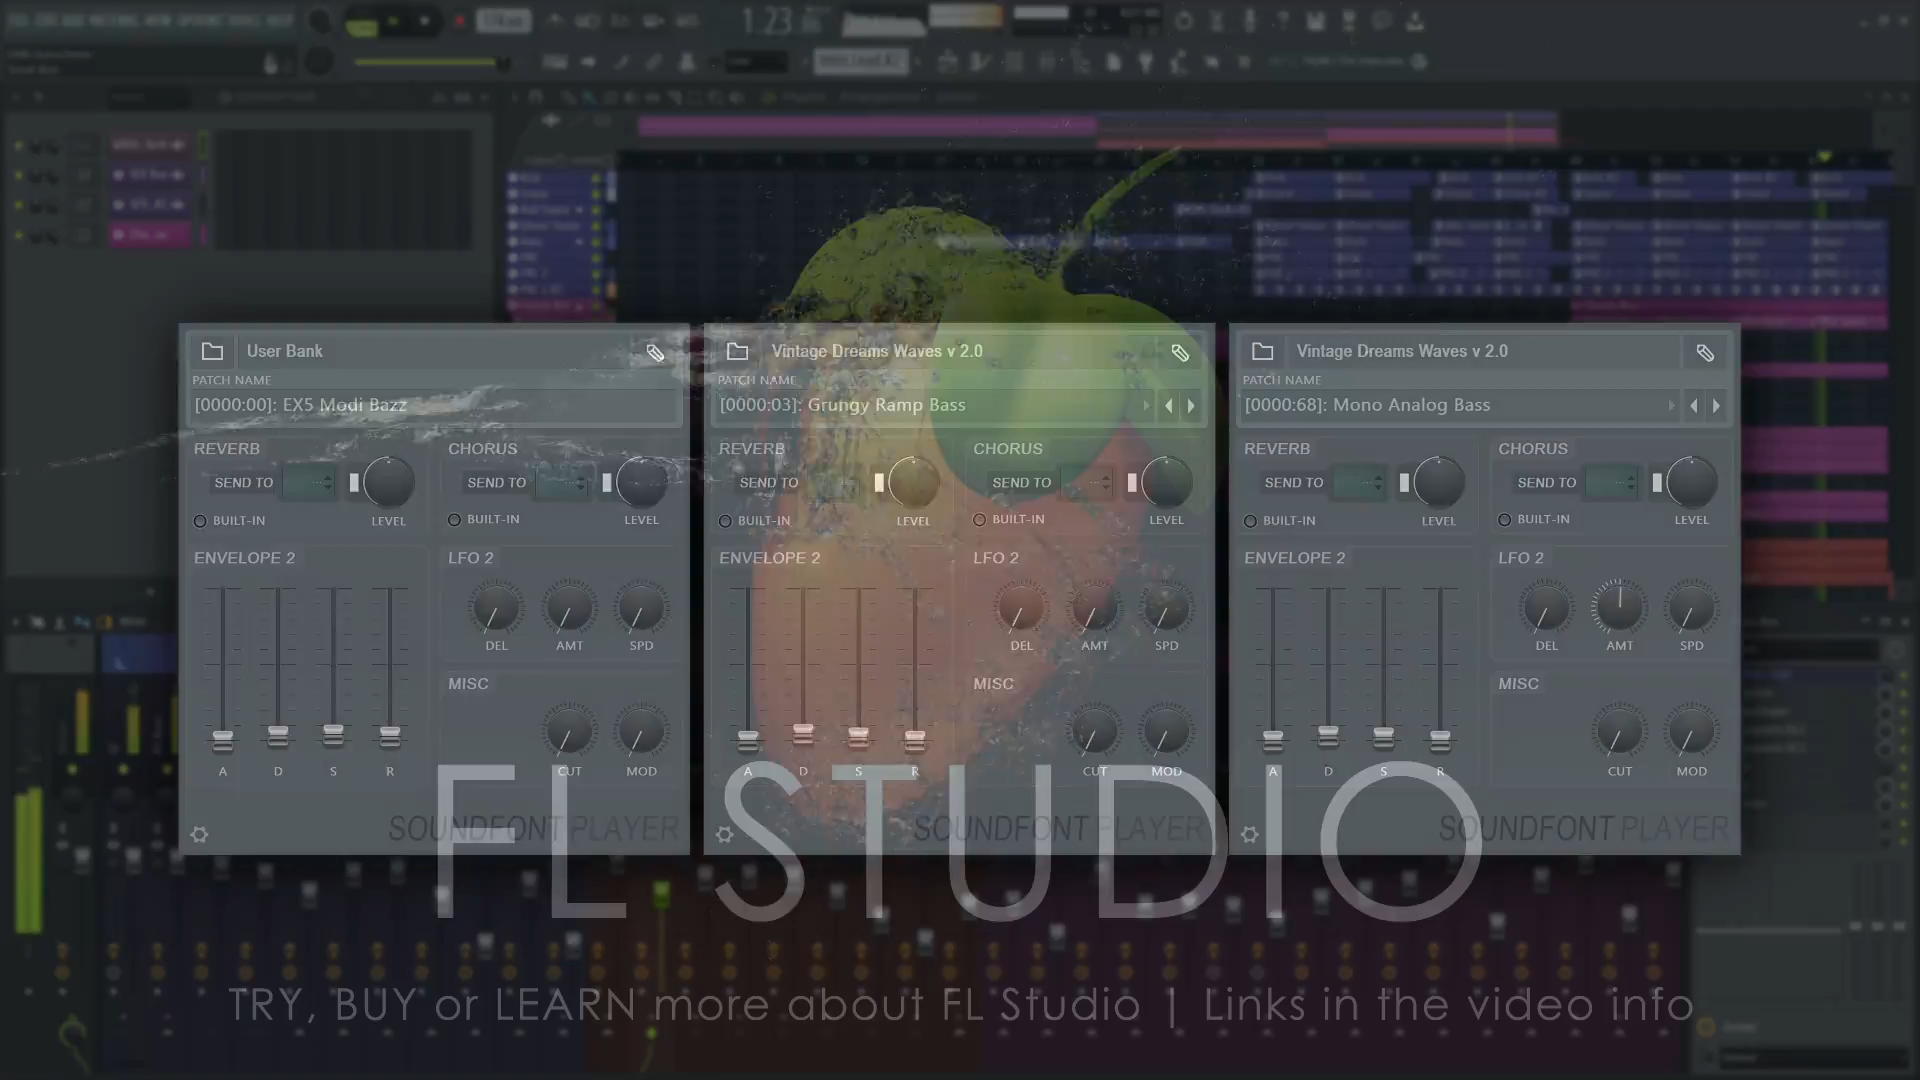 1:23
User Bank
PATCH NAME
[0000:00]: EX5 Modi Bazz
REVERB
SEND TO
LEVEL
BUILT-IN
CHORUS
SEND TO
LEVEL
BUILT-IN
ENVELOPE 2
A D S R
LFO 2
DEL AMT SPD
MISC
CUT MOD
SOUNDFONT PLAYER
Vintage Dreams Waves v 2.0
PATCH NAME
[0000:03]: Grungy Ramp Bass
REVERB
SEND TO
LEVEL
BUILT-IN
CHORUS
SEND TO
LEVEL
BUILT-IN
ENVELOPE 2
A D S R
LFO 2
DEL AMT SPD
MISC
CUT MOD
SOUNDFONT PLAYER
Vintage Dreams Waves v 2.0
PATCH NAME
[0000:68]: Mono Analog Bass
REVERB
SEND TO
LEVEL
BUILT-IN
CHORUS
SEND TO
LEVEL
BUILT-IN
ENVELOPE 2
A D S R
LFO 2
DEL AMT SPD
MISC
CUT MOD
SOUNDFONT PLAYER
FL STUDIO
TRY, BUY or LEARN more about FL Studio | Links in the video info